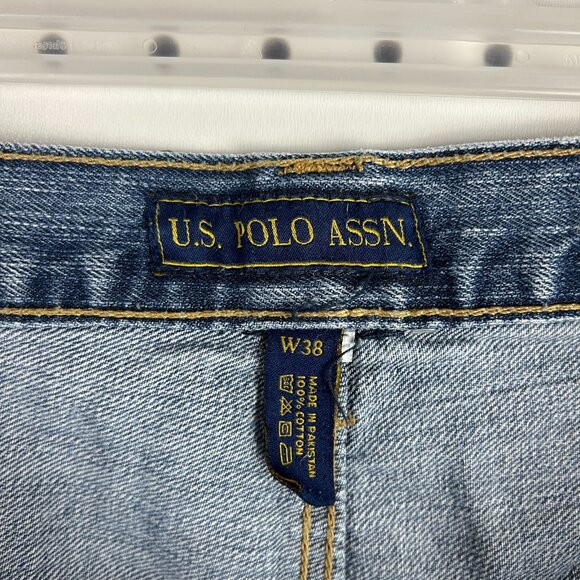 U.S. POLO ASSN.
W38
MADE IN PAKISTAN
100% COTTON